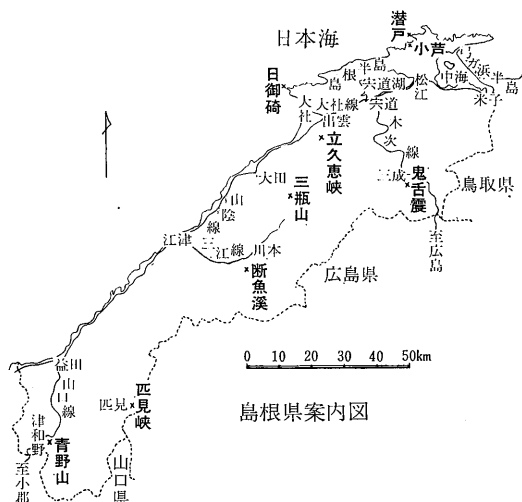 潜戸
小芦
日本海
弓ガ浜半島
中海
島根半島
宍道湖
松江
米子
日御碕
大社
大社線
出雲
宍道
立久恵峡
木次線
大田
三瓶山
三成
鬼舌震
鳥取県
山陰線
江津
三江線
川本
断魚渓
広島県
至広島
0 10 20 30 40 50km
益田
山口線
匹見
匹見峡
島根県案内図
津和野
青野山
至小郡
山口県